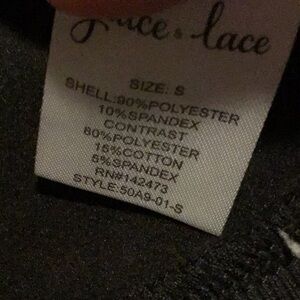 grace & lace
SIZE: S
SHELL:90%POLYESTER
10%SPANDEX
CONTRAST
80%POLYESTER
15%COTTON
5%SPANDEX
RN#142473
STYLE:50A9-01-S